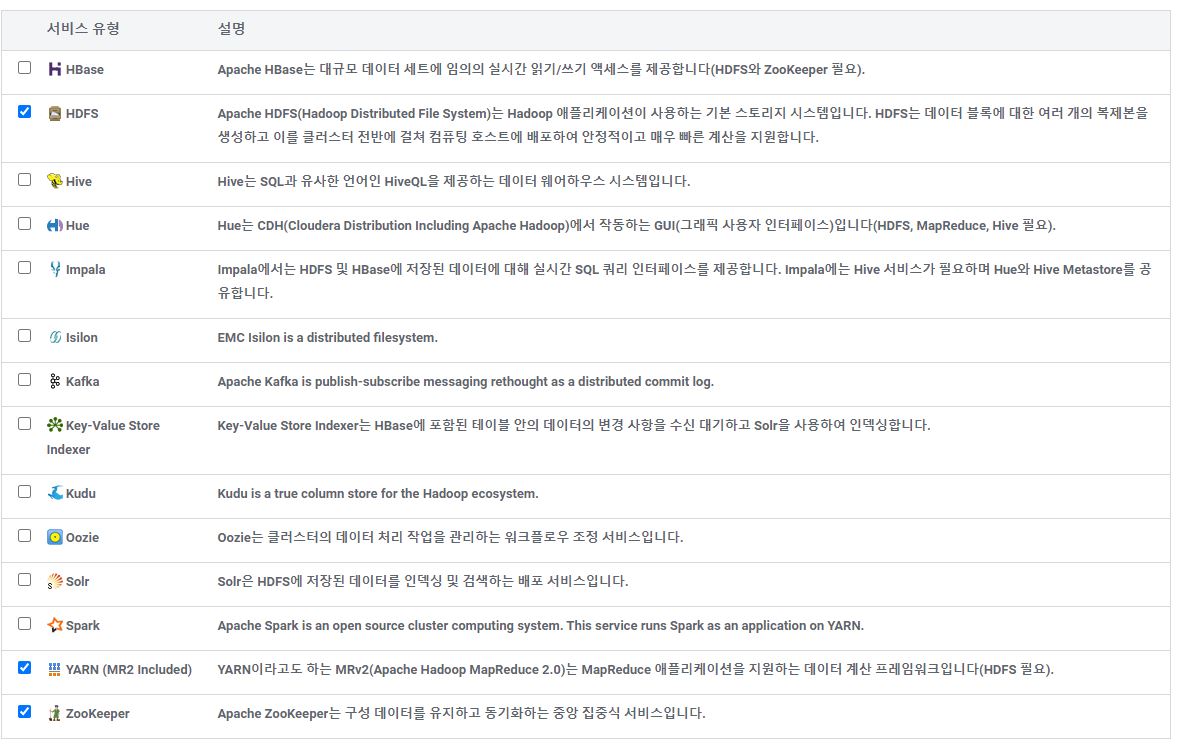 서비스 유형 설명
HBase Apache HBase는 대규모 데이터 세트에 임의의 실시간 읽기/쓰기 액세스를 제공합니다(HDFS와 ZooKeeper 필요).
HDFS Apache HDFS(Hadoop Distributed File System)는 Hadoop 애플리케이션이 사용하는 기본 스토리지 시스템입니다. HDFS는 데이터 블록에 대한 여러 개의 복제본을
생성하고 이를 클러스터 전반에 걸쳐 컴퓨팅 호스트에 배포하여 안정적이고 매우 빠른 계산을 지원합니다.
Hive Hive는 SQL과 유사한 언어인 HiveQL을 제공하는 데이터 웨어하우스 시스템입니다.
Hue Hue는 CDH(Cloudera Distribution Including Apache Hadoop)에서 작동하는 GUI(그래픽 사용자 인터페이스)입니다(HDFS, MapReduce, Hive 필요).
Impala Impala에서는 HDFS 및 HBase에 저장된 데이터에 대해 실시간 SQL 쿼리 인터페이스를 제공합니다. Impala에는 Hive 서비스가 필요하며 Hue와 Hive Metastore를 공
유합니다.
Isilon EMC Isilon is a distributed filesystem.
Kafka Apache Kafka is publish-subscribe messaging rethought as a distributed commit log.
Key-Value Store Key-Value Store Indexer는 HBase에 포함된 테이블 안의 데이터의 변경 사항을 수신 대기하고 Solr을 사용하여 인덱싱합니다.
Indexer
Kudu Kudu is a true column store for the Hadoop ecosystem.
Oozie Oozie는 클러스터의 데이터 처리 작업을 관리하는 워크플로우 조정 서비스입니다.
S Solr Solr은 HDFS에 저장된 데이터를 인덱싱 및 검색하는 배포 서비스입니다.
Spark Apache Spark is an open source cluster computing system. This service runs Spark as an application on YARN.
YARN (MR2 Included) YARN이라고도 하는 MRv2(Apache Hadoop MapReduce 2.0)는 MapReduce 애플리케이션을 지원하는 데이터 계산 프레임워크입니다(HDFS 필요).
ZooKeeper Apache ZooKeeper는 구성 데이터를 유지하고 동기화하는 중앙 집중식 서비스입니다.